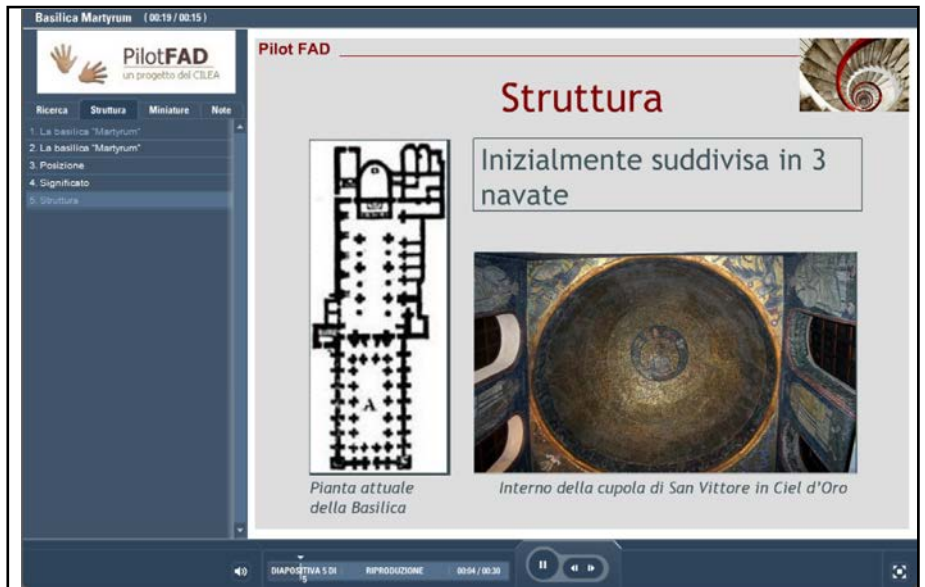 Basilica Martyrum ( 00:19 / 00:15 )
PilotFAD
un progetto del CILEA
Ricerca Struttura Miniature Note
1. La basilica "Martyrum"
2. La basilica "Martyrum"
3. Posizione
4. Significato
5. Struttura
Pilot FAD
Struttura
Inizialmente suddivisa in 3
navate
A
Pianta attuale
della Basilica
Interno della cupola di San Vittore in Ciel d'Oro
DIAPOSITIVA 5 DI
5
RIPRODUZIONE
00:04 / 00:30